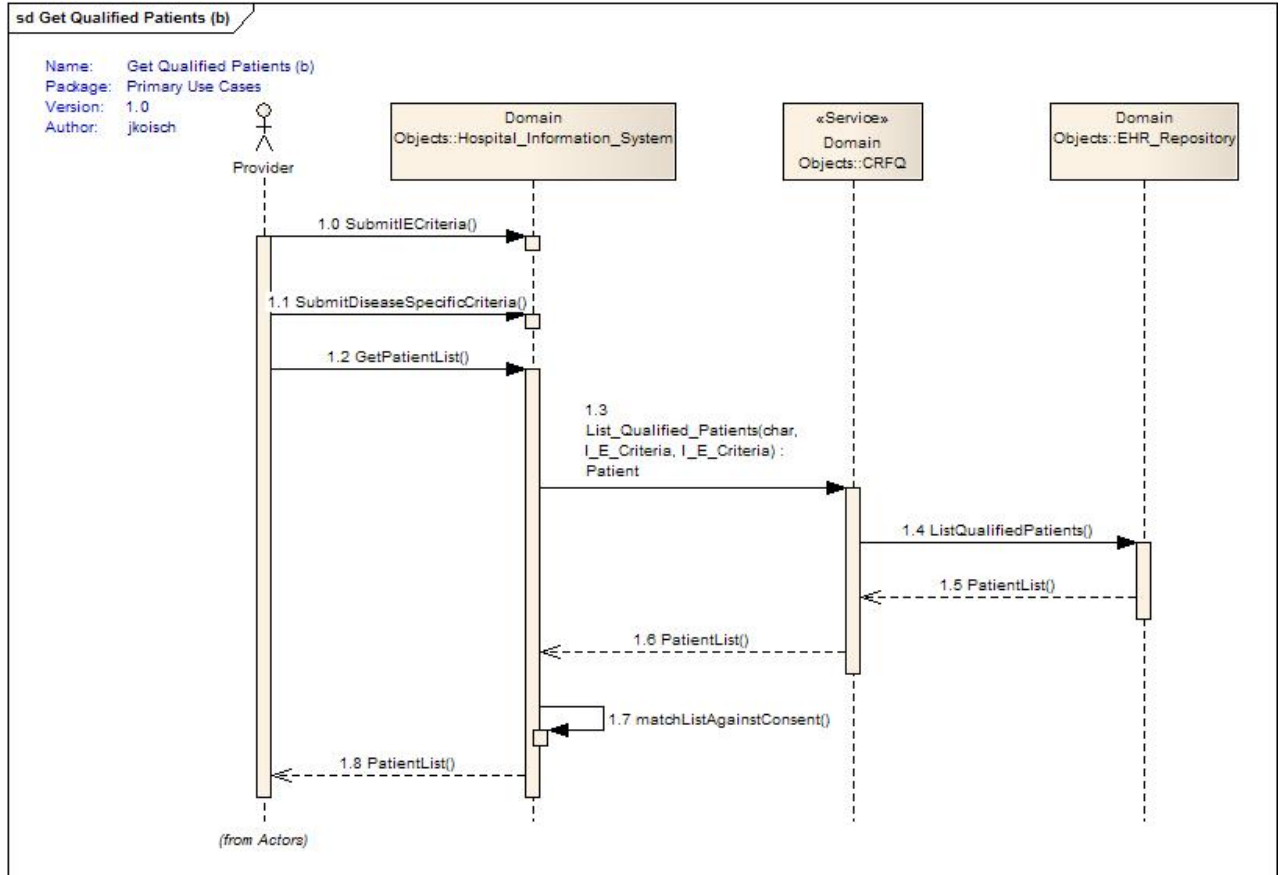 sd Get Qualified Patients (b)
Name: Get Qualified Patients (b)
Package: Primary Use Cases
Version: 1.0
Author: jkoisch
Provider
Domain
Objects::Hospital_Information_System
«Service»
Domain
Objects::CRFQ
Domain
Objects::EHR_Repository
1.0 SubmitIECriteria()
1.1 SubmitDiseaseSpecificCriteria()
1.2 GetPatientList()
1.3
List_Qualified_Patients(char,
I_E_Criteria, I_E_Criteria) :
Patient
1.4 ListQualifiedPatients()
1.5 PatientList()
1.6 PatientList()
1.7 matchListAgainstConsent()
1.8 PatientList()
(from Actors)